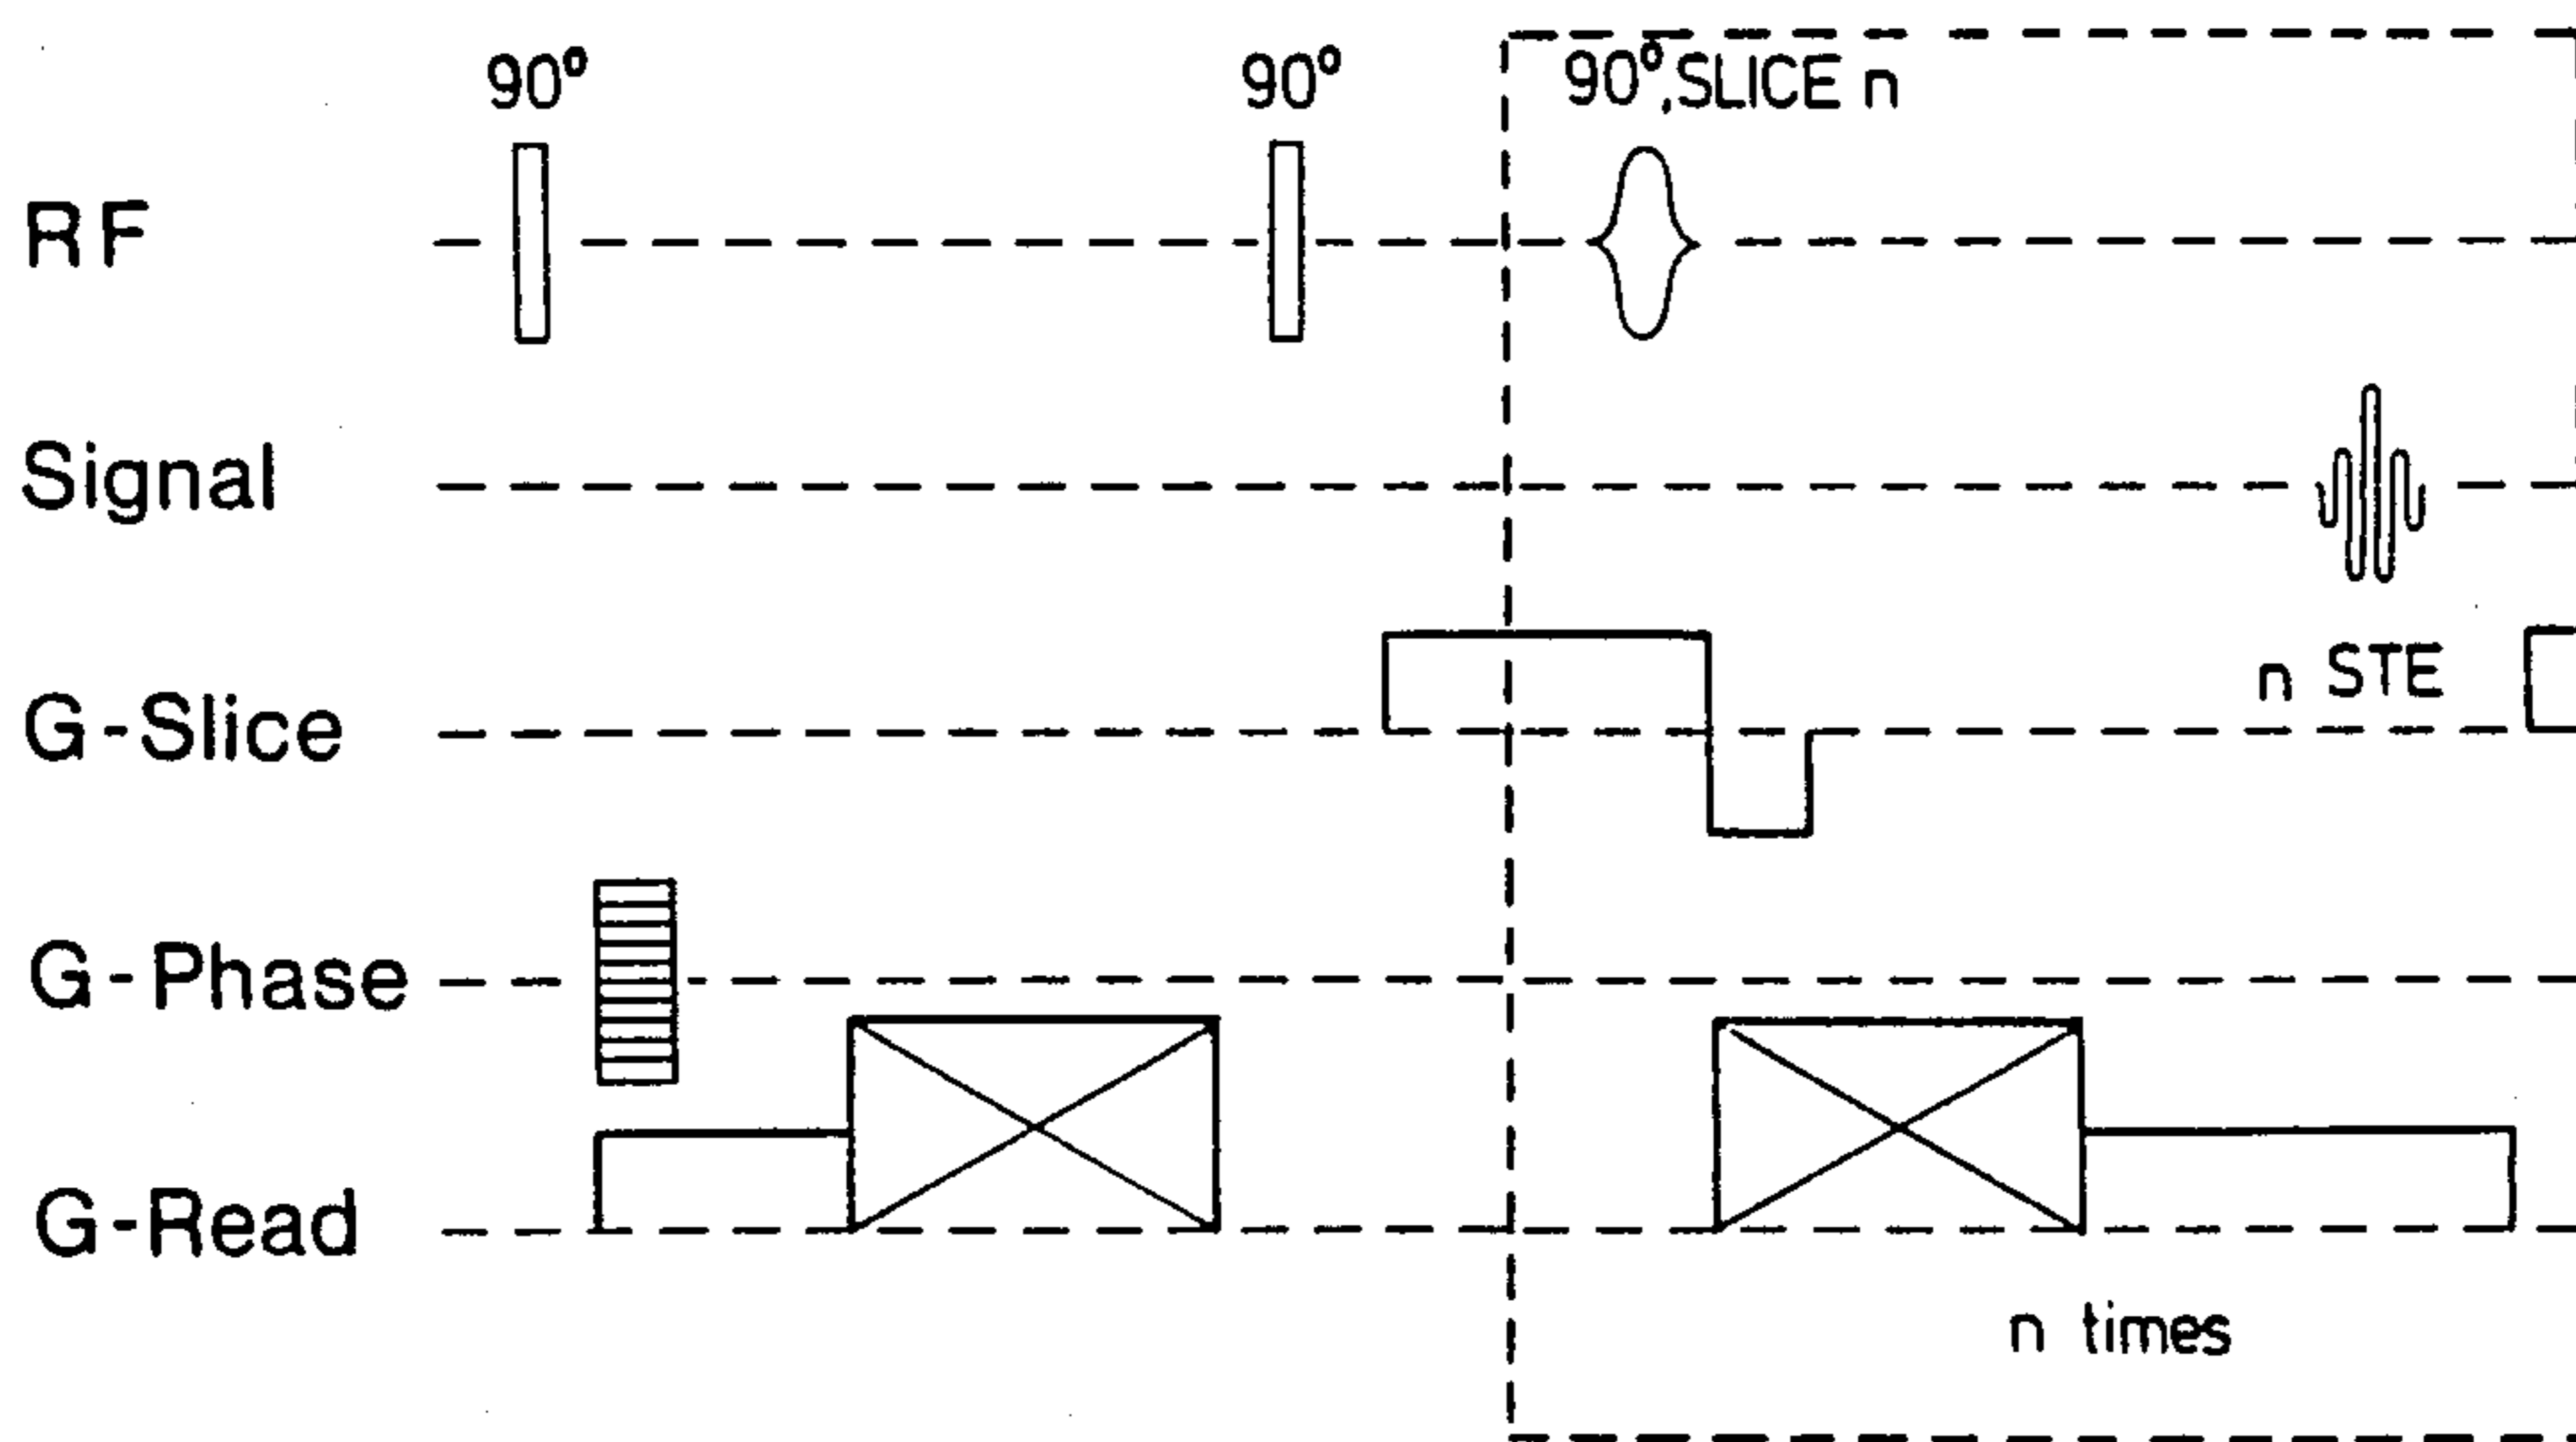 90° 90° 90°,SLICE n
RF
Signal
n STE
G-Slice
G-Phase
G-Read
n times